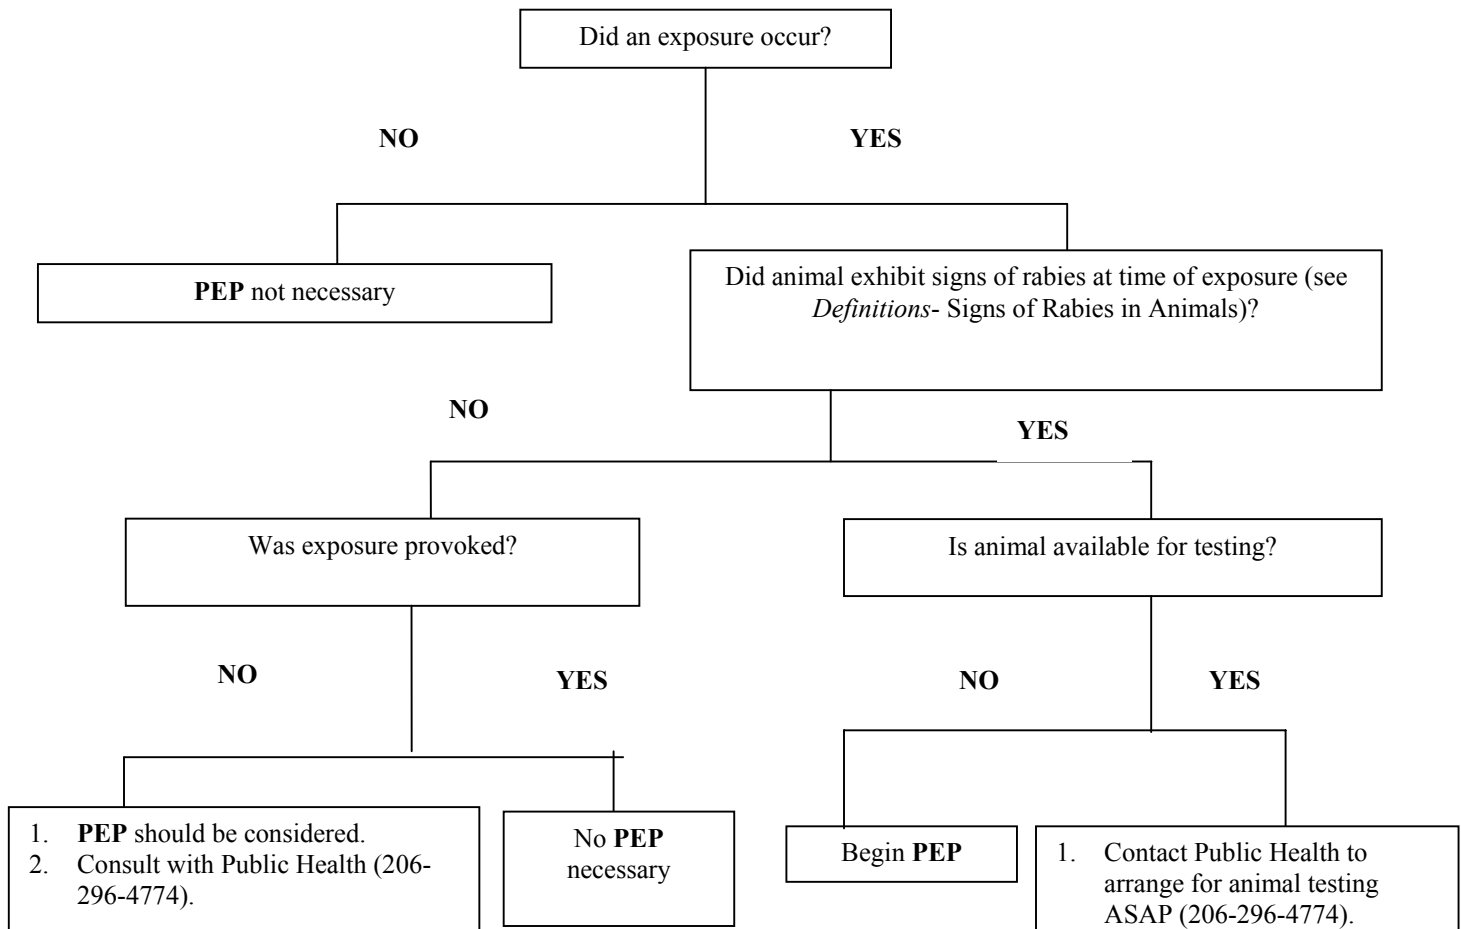 Did an exposure occur?
NO
YES
PEP not necessary
Did animal exhibit signs of rabies at time of exposure (see
Definitions- Signs of Rabies in Animals)?
NO
YES
Was exposure provoked?
Is animal available for testing?
NO
YES
NO
YES
1. PEP should be considered.
2. Consult with Public Health (206-
296-4774).
No PEP
necessary
Begin PEP
1. Contact Public Health to
arrange for animal testing
ASAP (206-296-4774).